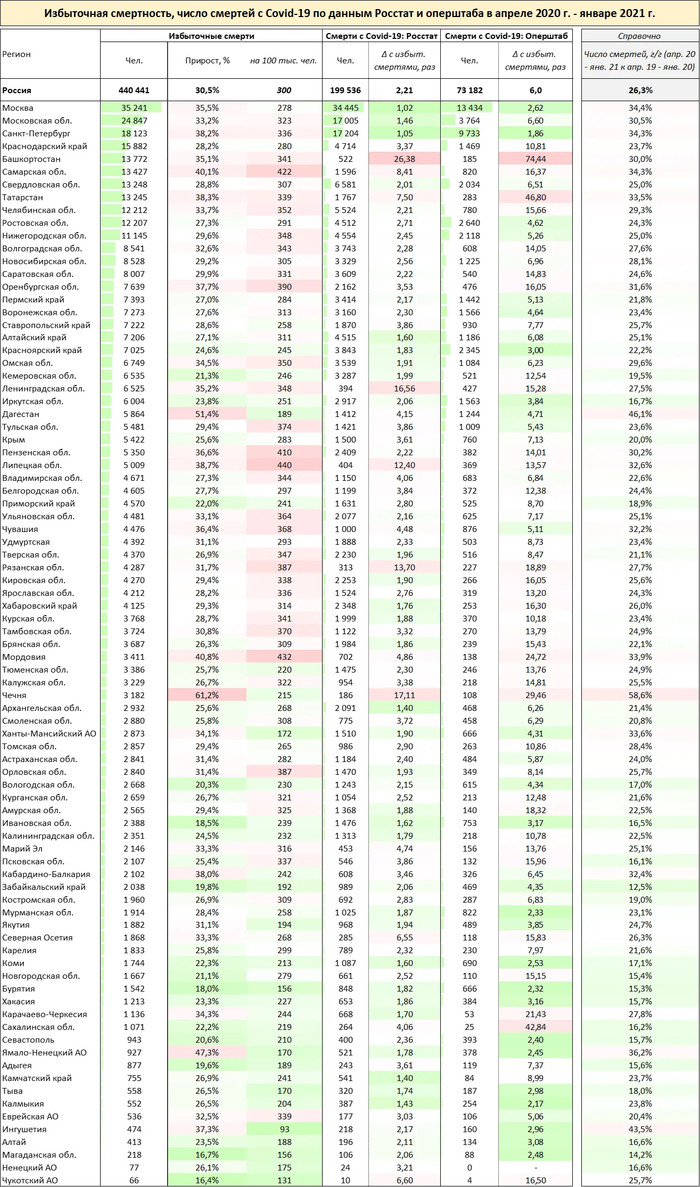 Избыточная смертность, число смертей с Covid-19 по данным Росстат и оперштаба в апреле 2020 г. - январе 2021 г.
Регион Избыточные смерти Смерти с Covid-19: Росстат Смерти с Covid-19: Оперштаб Справочно
Чел. Прирост, % на 100 тыс. чел. Чел. Δ с избыт. смертями, раз Чел. Δ с избыт. смертями, раз Число смертей, г/г (апр. 20 - янв. 21 к апр. 19 - янв. 20)
Россия 440 441 30,5% 300 199 536 2,21 73 182 6,0 26,3%
Москва 35 241 35,5% 278 34 445 1,02 13 434 2,62 34,4%
Московская обл. 24 847 33,2% 323 17 005 1,46 3 764 6,60 30,5%
Санкт-Петербург 18 123 38,2% 336 17 204 1,05 9 733 1,86 34,3%
Краснодарский край 15 882 28,2% 280 4 714 3,37 1 469 10,81 23,7%
Башкортостан 13 772 35,1% 341 522 26,38 185 74,44 30,0%
Самарская обл. 13 427 40,1% 422 1 596 8,41 820 16,37 34,3%
Свердловская обл. 13 248 28,8% 307 6 581 2,01 2 034 6,51 25,0%
Татарстан 13 245 38,3% 339 1 767 7,50 283 46,80 33,5%
Челябинская обл. 12 212 33,7% 352 5 524 2,21 780 15,66 29,3%
Ростовская обл. 12 207 27,3% 291 4 512 2,71 2 640 4,62 24,3%
Нижегородская обл. 11 145 29,6% 348 4 554 2,45 2 118 5,26 25,0%
Волгоградская обл. 8 541 32,6% 343 3 743 2,28 608 14,05 27,6%
Новосибирская обл. 8 528 29,2% 305 3 329 2,56 1 225 6,96 28,1%
Саратовская обл. 8 007 29,9% 331 3 609 2,22 540 14,83 24,6%
Оренбургская обл. 7 639 37,7% 390 2 162 3,53 476 16,05 31,6%
Пермский край 7 393 27,0% 284 3 414 2,17 1 442 5,13 21,8%
Воронежская обл. 7 273 27,6% 313 3 160 2,30 1 566 4,64 23,4%
Ставропольский край 7 222 28,6% 258 1 870 3,86 930 7,77 25,7%
Алтайский край 7 206 27,1% 311 4 515 1,60 1 186 6,08 25,1%
Красноярский край 7 025 24,6% 245 3 843 1,83 2 345 3,00 22,2%
Омская обл. 6 749 34,5% 350 3 539 1,91 1 084 6,23 29,6%
Кемеровская обл. 6 535 21,3% 246 3 287 1,99 521 12,54 19,5%
Ленинградская обл. 6 525 35,2% 348 394 16,56 427 15,28 27,5%
Иркутская обл. 6 004 23,8% 251 2 917 2,06 1 563 3,84 16,7%
Дагестан 5 864 51,4% 189 1 412 4,15 1 244 4,71 46,1%
Тульская обл. 5 481 29,4% 374 1 421 3,86 1 009 5,43 23,6%
Крым 5 422 25,6% 283 1 500 3,61 760 7,13 20,0%
Пензенская обл. 5 350 36,6% 410 2 409 2,22 382 14,01 30,2%
Липецкая обл. 5 009 38,7% 440 404 12,40 369 13,57 32,6%
Владимирская обл. 4 671 27,3% 344 1 150 4,06 683 6,84 22,6%
Белгородская обл. 4 605 27,7% 297 1 199 3,84 372 12,38 24,4%
Приморский край 4 570 22,0% 241 1 631 2,80 525 8,70 18,9%
Ульяновская обл. 4 481 33,1% 364 2 077 2,16 625 7,17 25,1%
Чувашия 4 476 36,4% 368 1 000 4,48 876 5,11 32,2%
Удмуртская 4 392 31,1% 293 1 888 2,33 503 8,73 23,4%
Тверская обл. 4 370 26,9% 347 2 230 1,96 516 8,47 21,1%
Рязанская обл. 4 287 31,7% 387 313 13,70 227 18,89 27,7%
Кировская обл. 4 270 29,4% 338 2 253 1,90 266 16,05 25,6%
Ярославская обл. 4 212 28,2% 336 1 524 2,76 319 13,20 24,3%
Хабаровский край 4 125 29,3% 314 2 348 1,76 253 16,30 26,0%
Курская обл. 3 768 28,7% 341 1 999 1,88 370 10,18 23,4%
Тамбовская обл. 3 724 30,8% 370 1 122 3,32 270 13,79 24,9%
Брянская обл. 3 687 26,3% 309 1 984 1,86 239 15,43 22,1%
Мордовия 3 411 40,8% 432 702 4,86 138 24,72 33,9%
Тюменская обл. 3 386 25,7% 220 1 475 2,30 246 13,76 24,9%
Калужская обл. 3 229 26,7% 322 954 3,38 218 14,81 25,5%
Чечня 3 182 61,2% 215 186 17,11 108 29,46 58,6%
Архангельская обл. 2 932 25,6% 268 2 091 1,40 468 6,26 21,4%
Смоленская обл. 2 880 25,8% 308 775 3,72 458 6,29 20,8%
Ханты-Мансийский АО 2 873 34,1% 172 1 510 1,90 666 4,31 33,6%
Томская обл. 2 857 29,4% 265 986 2,90 263 10,86 28,4%
Астраханская обл. 2 841 31,4% 282 1 184 2,40 484 5,87 24,0%
Орловская обл. 2 840 31,4% 387 1 470 1,93 349 8,14 25,7%
Вологодская обл. 2 668 20,3% 230 1 243 2,15 615 4,34 17,0%
Курганская обл. 2 659 26,7% 321 1 054 2,52 213 12,48 21,6%
Амурская обл. 2 565 29,4% 325 1 368 1,88 140 18,32 22,5%
Ивановская обл. 2 388 18,5% 239 1 476 1,62 753 3,17 16,5%
Калининградская обл. 2 351 24,5% 232 1 313 1,79 218 10,78 22,5%
Марий Эл 2 146 33,3% 316 453 4,74 156 13,76 25,1%
Псковская обл. 2 107 25,4% 337 546 3,86 132 15,96 16,1%
Кабардино-Балкария 2 102 38,0% 242 608 3,46 326 6,45 32,4%
Забайкальский край 2 038 19,8% 192 989 2,06 469 4,35 12,5%
Костромская обл. 1 960 26,9% 309 692 2,83 287 6,83 19,0%
Мурманская обл. 1 914 28,4% 258 1 025 1,87 822 2,33 23,1%
Якутия 1 882 31,1% 194 968 1,94 489 3,85 24,7%
Северная Осетия 1 868 33,3% 268 285 6,55 118 15,83 26,3%
Карелия 1 833 25,8% 299 789 2,32 230 7,97 21,6%
Коми 1 744 22,3% 213 1 087 1,60 690 2,53 17,1%
Новгородская обл. 1 667 21,1% 279 661 2,52 110 15,15 15,4%
Бурятия 1 542 18,0% 156 848 1,82 666 2,32 15,3%
Хакасия 1 213 23,3% 227 653 1,86 384 3,16 15,7%
Карачаево-Черкесия 1 136 34,3% 244 668 1,70 53 21,43 27,8%
Сахалинская обл. 1 071 22,2% 219 264 4,06 25 42,84 16,2%
Севастополь 943 20,6% 210 400 2,36 393 2,40 15,7%
Ямало-Ненецкий АО 927 47,3% 170 521 1,78 378 2,45 36,2%
Адыгея 877 19,6% 189 243 3,61 119 7,37 15,6%
Камчатский край 755 26,9% 241 541 1,40 84 8,99 23,7%
Тыва 558 26,5% 170 320 1,74 187 2,98 18,0%
Калмыкия 552 26,5% 204 387 1,43 254 2,17 23,8%
Еврейская АО 536 32,5% 339 177 3,03 106 5,06 20,4%
Ингушетия 474 37,3% 93 218 2,17 160 2,96 43,5%
Алтай 413 23,5% 188 196 2,11 134 3,08 16,6%
Магаданская обл. 218 16,7% 156 106 2,06 88 2,48 14,2%
Ненецкий АО 77 26,1% 175 24 3,21 0 - 16,6%
Чукотский АО 66 16,4% 131 10 6,60 4 16,50 25,7%